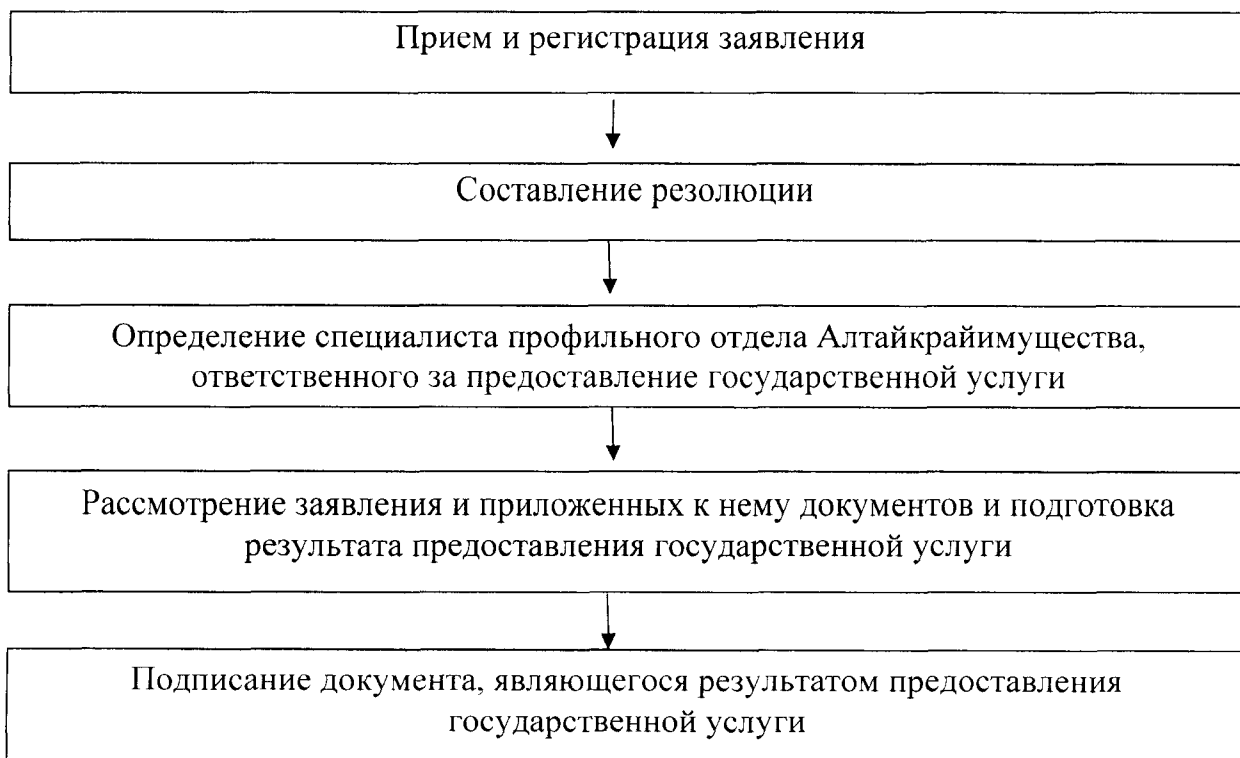 Прием и регистрация заявления
Составление резолюции
Определение специалиста профильного отдела Алтайкрайимущества,
ответственного за предоставление государственной услуги
Рассмотрение заявления и приложенных к нему документов и подготовка
результата предоставления государственной услуги
Подписание документа, являющегося результатом предоставления
государственной услуги